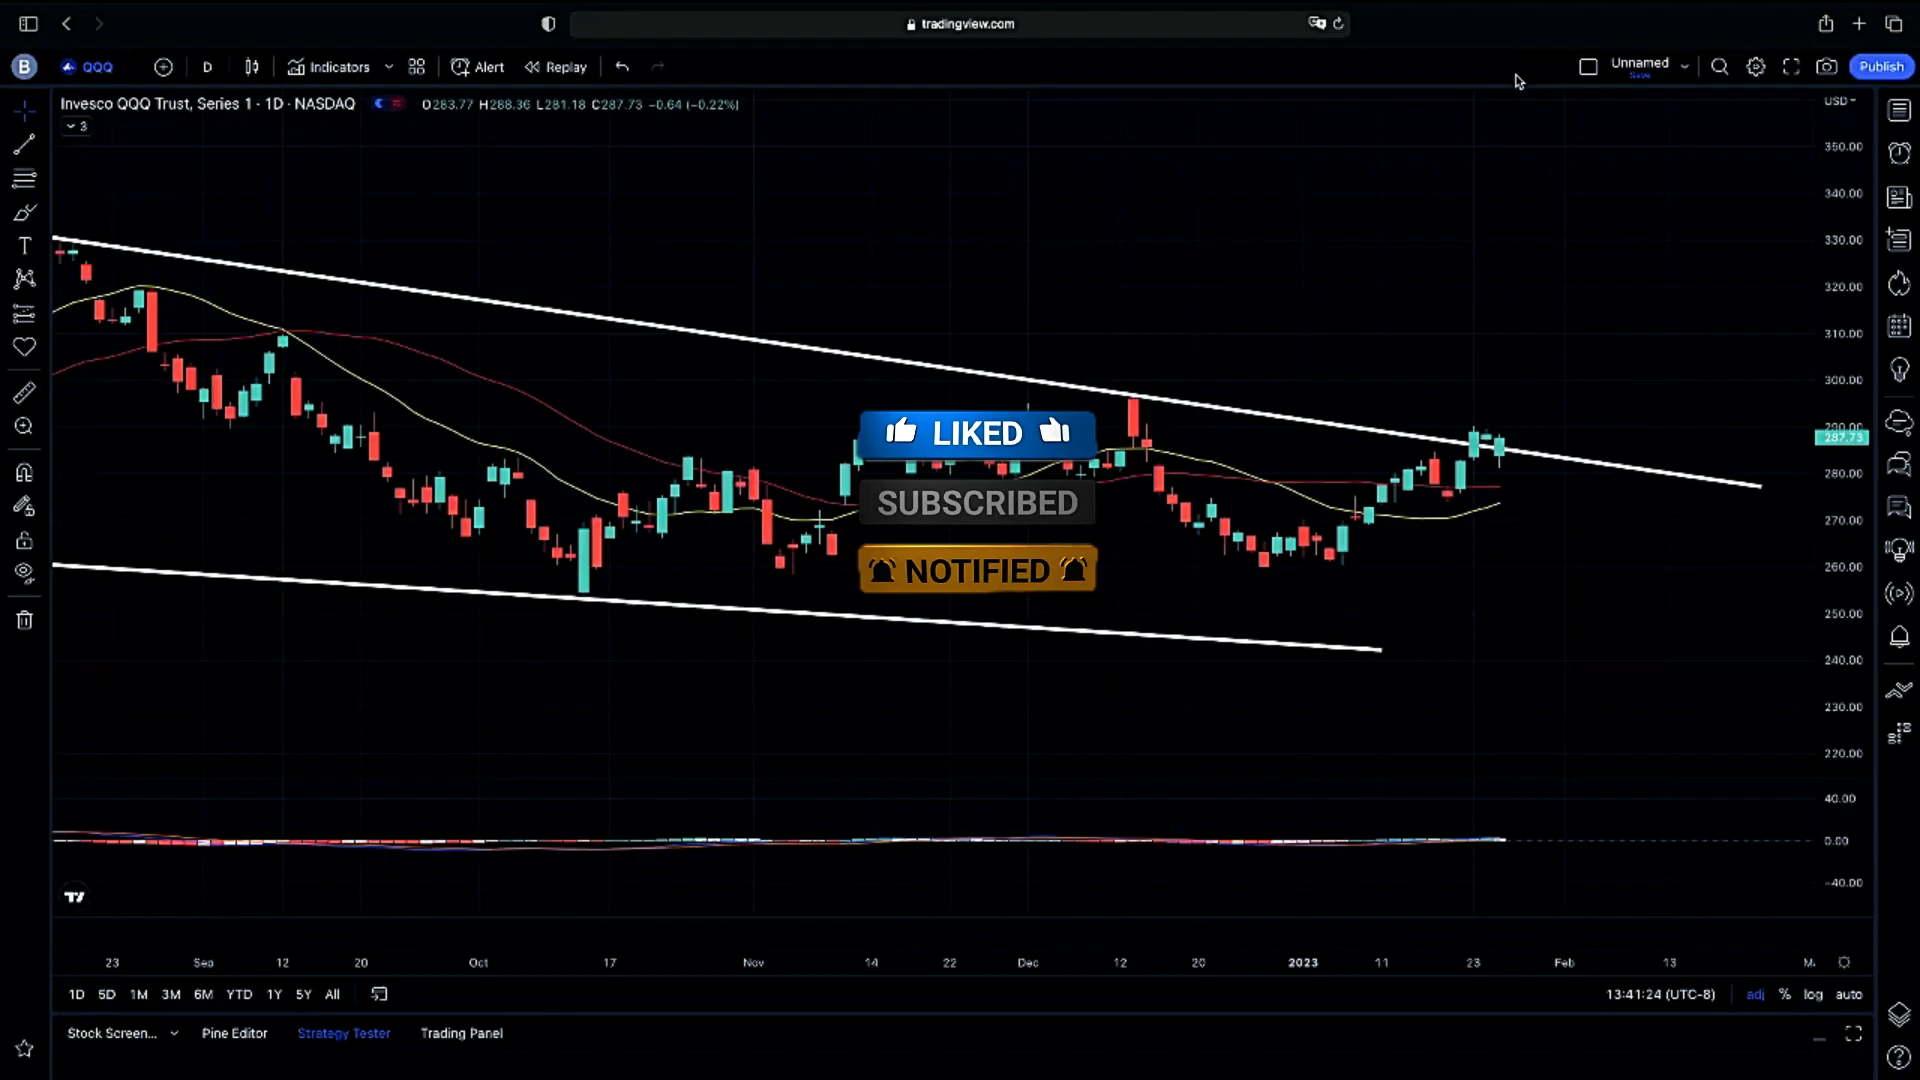 tradingview.com
B QQQ D Indicators Alert Replay Unnamed Save Publish
Invesco QQQ Trust, Series 1 · 1D · NASDAQ O283.77 H288.36 L281.18 C287.73 −0.64 (−0.22%)
USD
3
350.00
340.00
330.00
320.00
310.00
300.00
290.00
287.73
280.00
270.00
260.00
250.00
240.00
230.00
220.00
40.00
0.00
−40.00
LIKED
SUBSCRIBED
NOTIFIED
23 Sep 12 20 Oct 17 Nov 14 22 Dec 12 20 2023 11 23 Feb 13
1D 5D 1M 3M 6M YTD 1Y 5Y All 13:41:24 (UTC-8) adj % log auto
Stock Screen... Pine Editor Strategy Tester Trading Panel